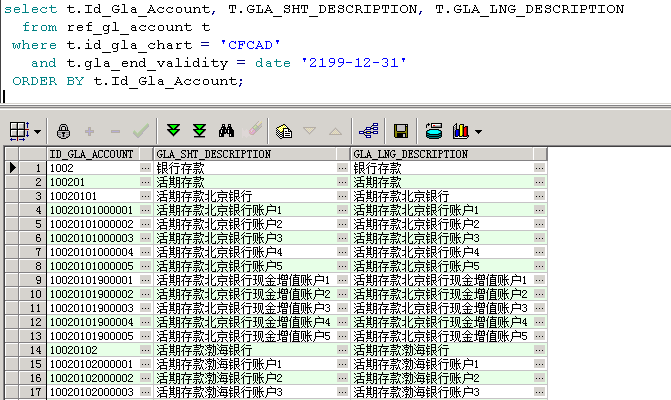 select t.Id_Gla_Account, T.GLA_SHT_DESCRIPTION, T.GLA_LNG_DESCRIPTION
from ref_gl_account t
where t.id_gla_chart = 'CFCAD'
and t.gla_end_validity = date '2199-12-31'
ORDER BY t.Id_Gla_Account;
ID_GLA_ACCOUNT GLA_SHT_DESCRIPTION GLA_LNG_DESCRIPTION
1 1002 ... 银行存款 ... 银行存款 ...
2 100201 ... 活期存款 ... 活期存款 ...
3 10020101 ... 活期存款北京银行 ... 活期存款北京银行 ...
4 10020101000001 ... 活期存款北京银行账户1 ... 活期存款北京银行账户1 ...
5 10020101000002 ... 活期存款北京银行账户2 ... 活期存款北京银行账户2 ...
6 10020101000003 ... 活期存款北京银行账户3 ... 活期存款北京银行账户3 ...
7 10020101000004 ... 活期存款北京银行账户4 ... 活期存款北京银行账户4 ...
8 10020101000005 ... 活期存款北京银行账户5 ... 活期存款北京银行账户5 ...
9 10020101900001 ... 活期存款北京银行现金增值账户1 ... 活期存款北京银行现金增值账户1 ...
10 10020101900002 ... 活期存款北京银行现金增值账户2 ... 活期存款北京银行现金增值账户2 ...
11 10020101900003 ... 活期存款北京银行现金增值账户3 ... 活期存款北京银行现金增值账户3 ...
12 10020101900004 ... 活期存款北京银行现金增值账户4 ... 活期存款北京银行现金增值账户4 ...
13 10020101900005 ... 活期存款北京银行现金增值账户5 ... 活期存款北京银行现金增值账户5 ...
14 10020102 ... 活期存款渤海银行 ... 活期存款渤海银行 ...
15 10020102000001 ... 活期存款渤海银行账户1 ... 活期存款渤海银行账户1 ...
16 10020102000002 ... 活期存款渤海银行账户2 ... 活期存款渤海银行账户2 ...
17 10020102000003 ... 活期存款渤海银行账户3 ... 活期存款渤海银行账户3 ...